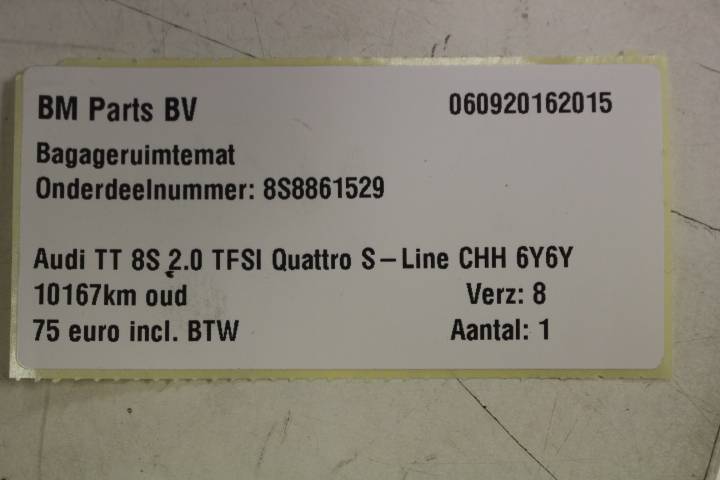 BM Parts BV 060920162015
Bagageruimtemat
Onderdeelnummer: 8S8861529
Audi TT 8S 2.0 TFSI Quattro S-Line CHH 6Y6Y
10167km oud Verz: 8
75 euro incl. BTW Aantal: 1